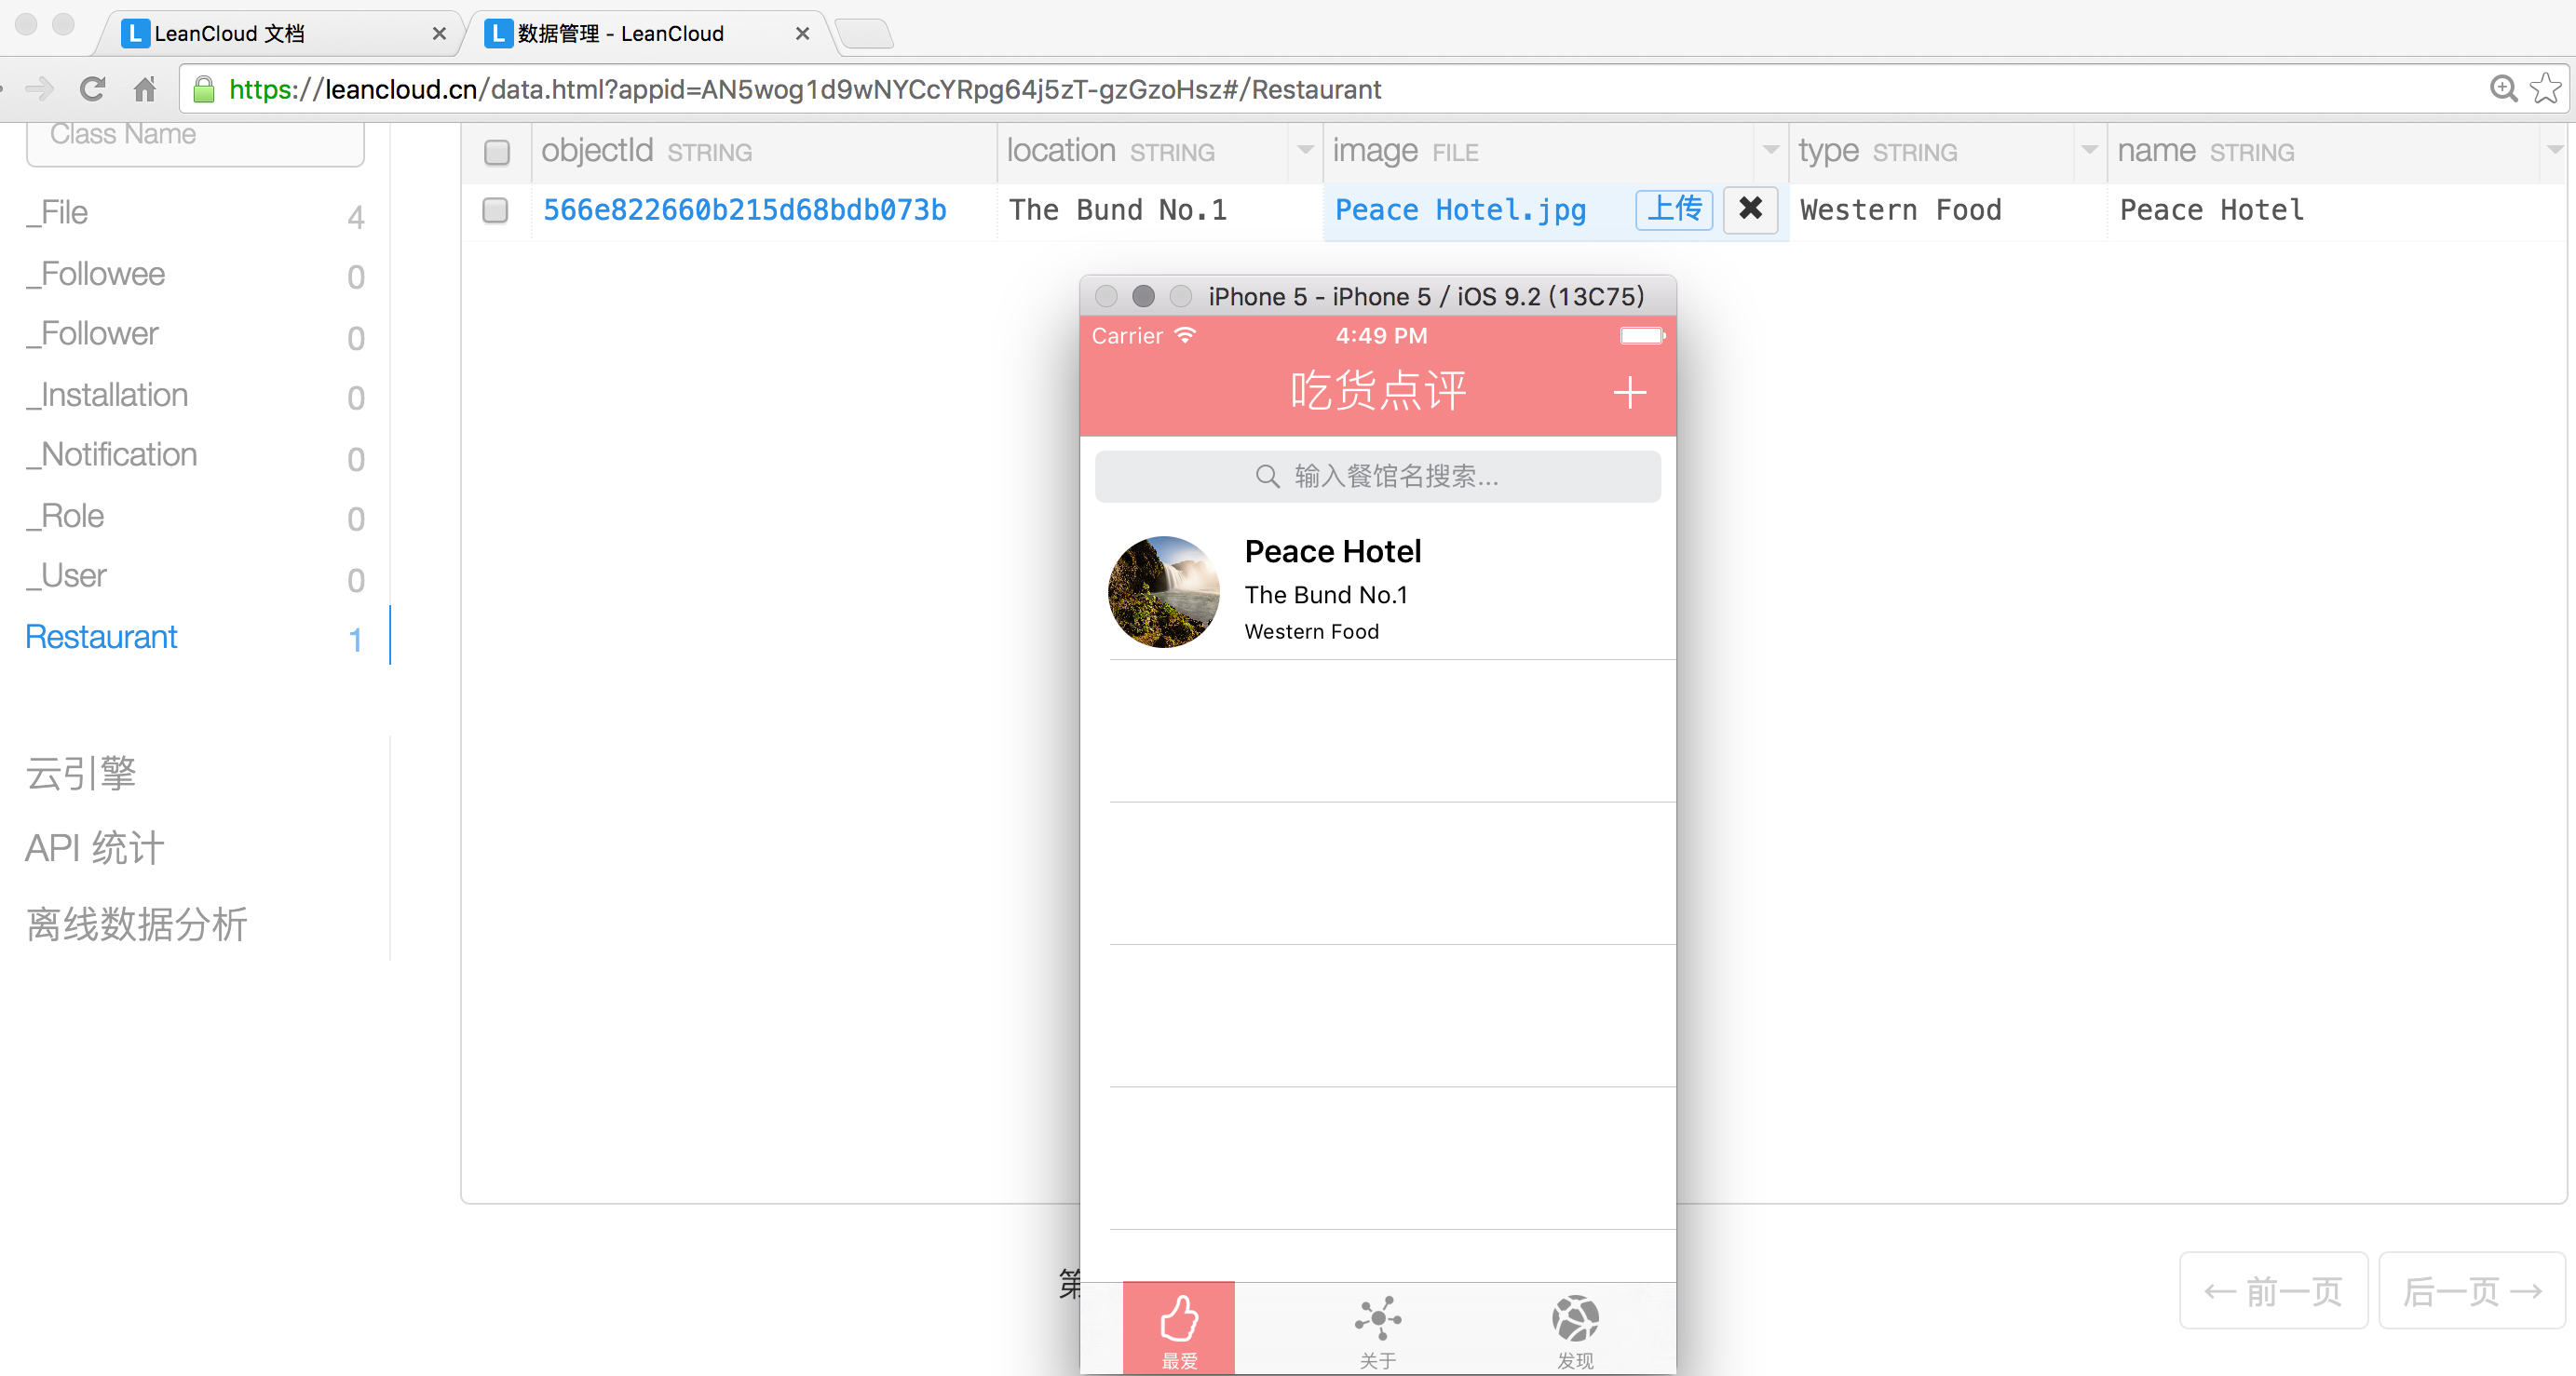 LeanCloud 文档
数据管理 - LeanCloud
https://leancloud.cn/data.html?appid=AN5wog1d9wNYCcYRpg64j5zT-gzGzoHsz#/Restaurant
Class Name
_File 4
_Followee 0
_Follower 0
_Installation 0
_Notification 0
_Role 0
_User 0
Restaurant 1
云引擎
API 统计
离线数据分析
objectId STRING location STRING image FILE type STRING name STRING
566e822660b215d68bdb073b The Bund No.1 Peace Hotel.jpg 上传 Western Food Peace Hotel
iPhone 5 - iPhone 5 / iOS 9.2 (13C75)
Carrier 4:49 PM
吃货点评
输入餐馆名搜索...
Peace Hotel
The Bund No.1
Western Food
最爱 关于 发现
第
← 前一页 后一页 →